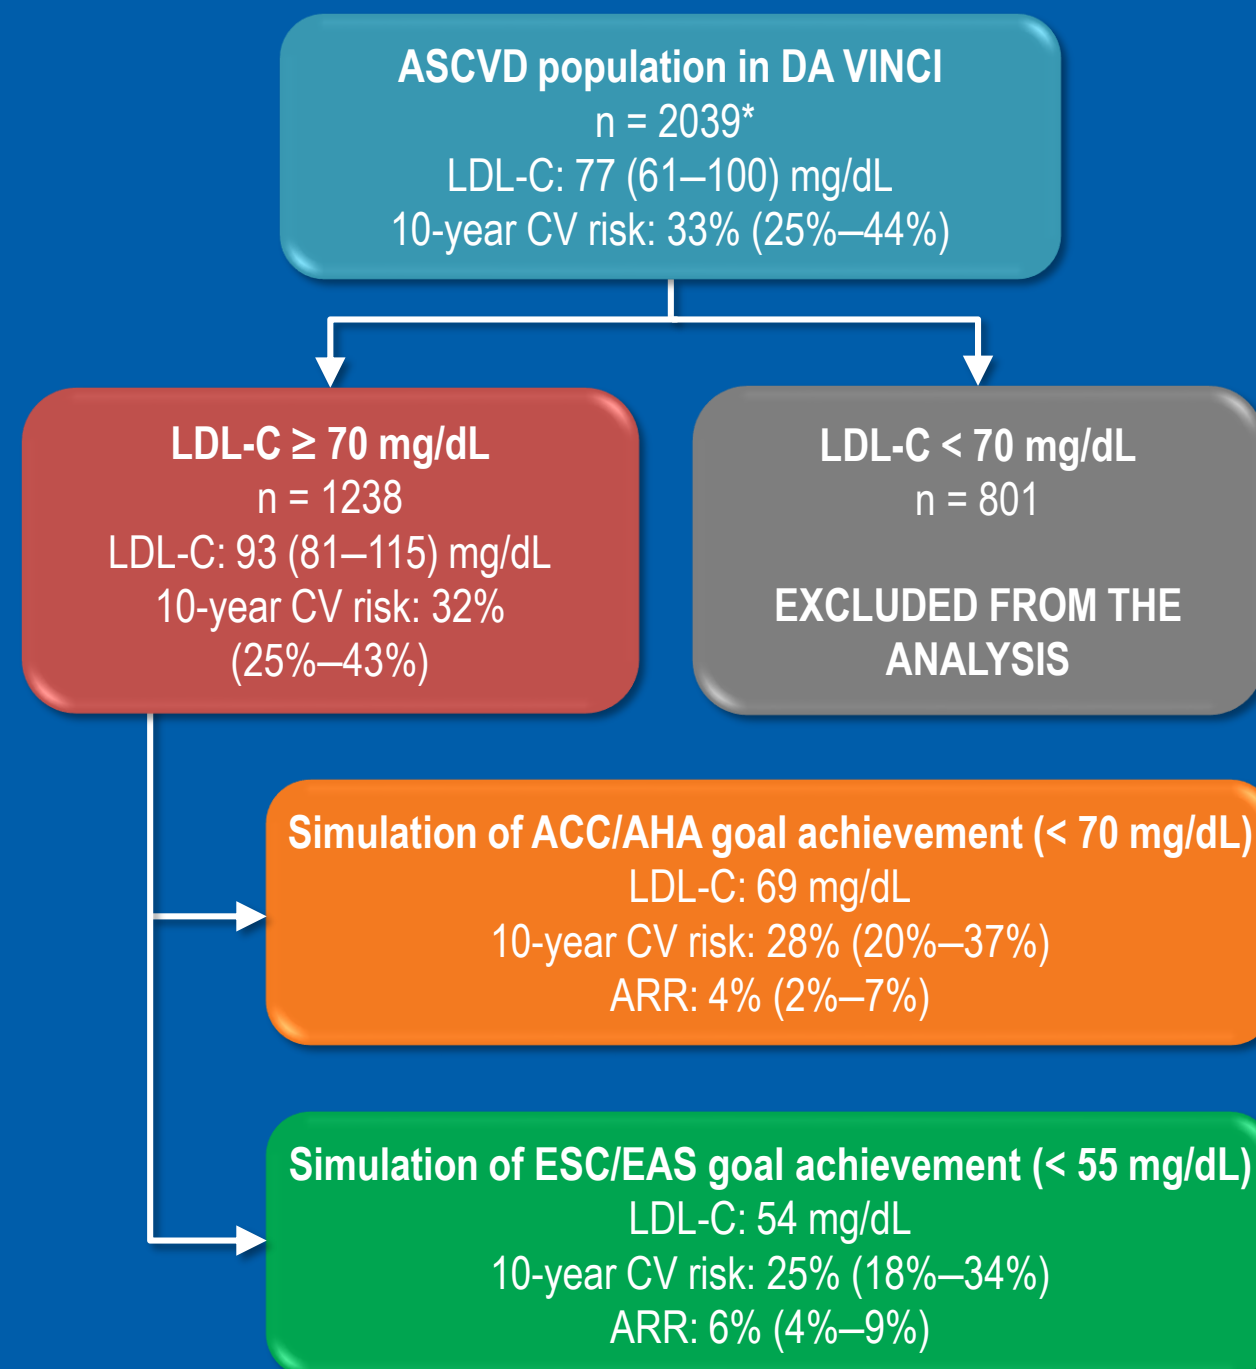 ASCVD population in DA VINCI
n = 2039*
LDL-C: 77 (61–100) mg/dL
10-year CV risk: 33% (25%–44%)
LDL-C ≥ 70 mg/dL
n = 1238
LDL-C: 93 (81–115) mg/dL
10-year CV risk: 32%
(25%–43%)
LDL-C < 70 mg/dL
n = 801
EXCLUDED FROM THE
ANALYSIS
Simulation of ACC/AHA goal achievement (< 70 mg/dL)
LDL-C: 69 mg/dL
10-year CV risk: 28% (20%–37%)
ARR: 4% (2%–7%)
Simulation of ESC/EAS goal achievement (< 55 mg/dL)
LDL-C: 54 mg/dL
10-year CV risk: 25% (18%–34%)
ARR: 6% (4%–9%)